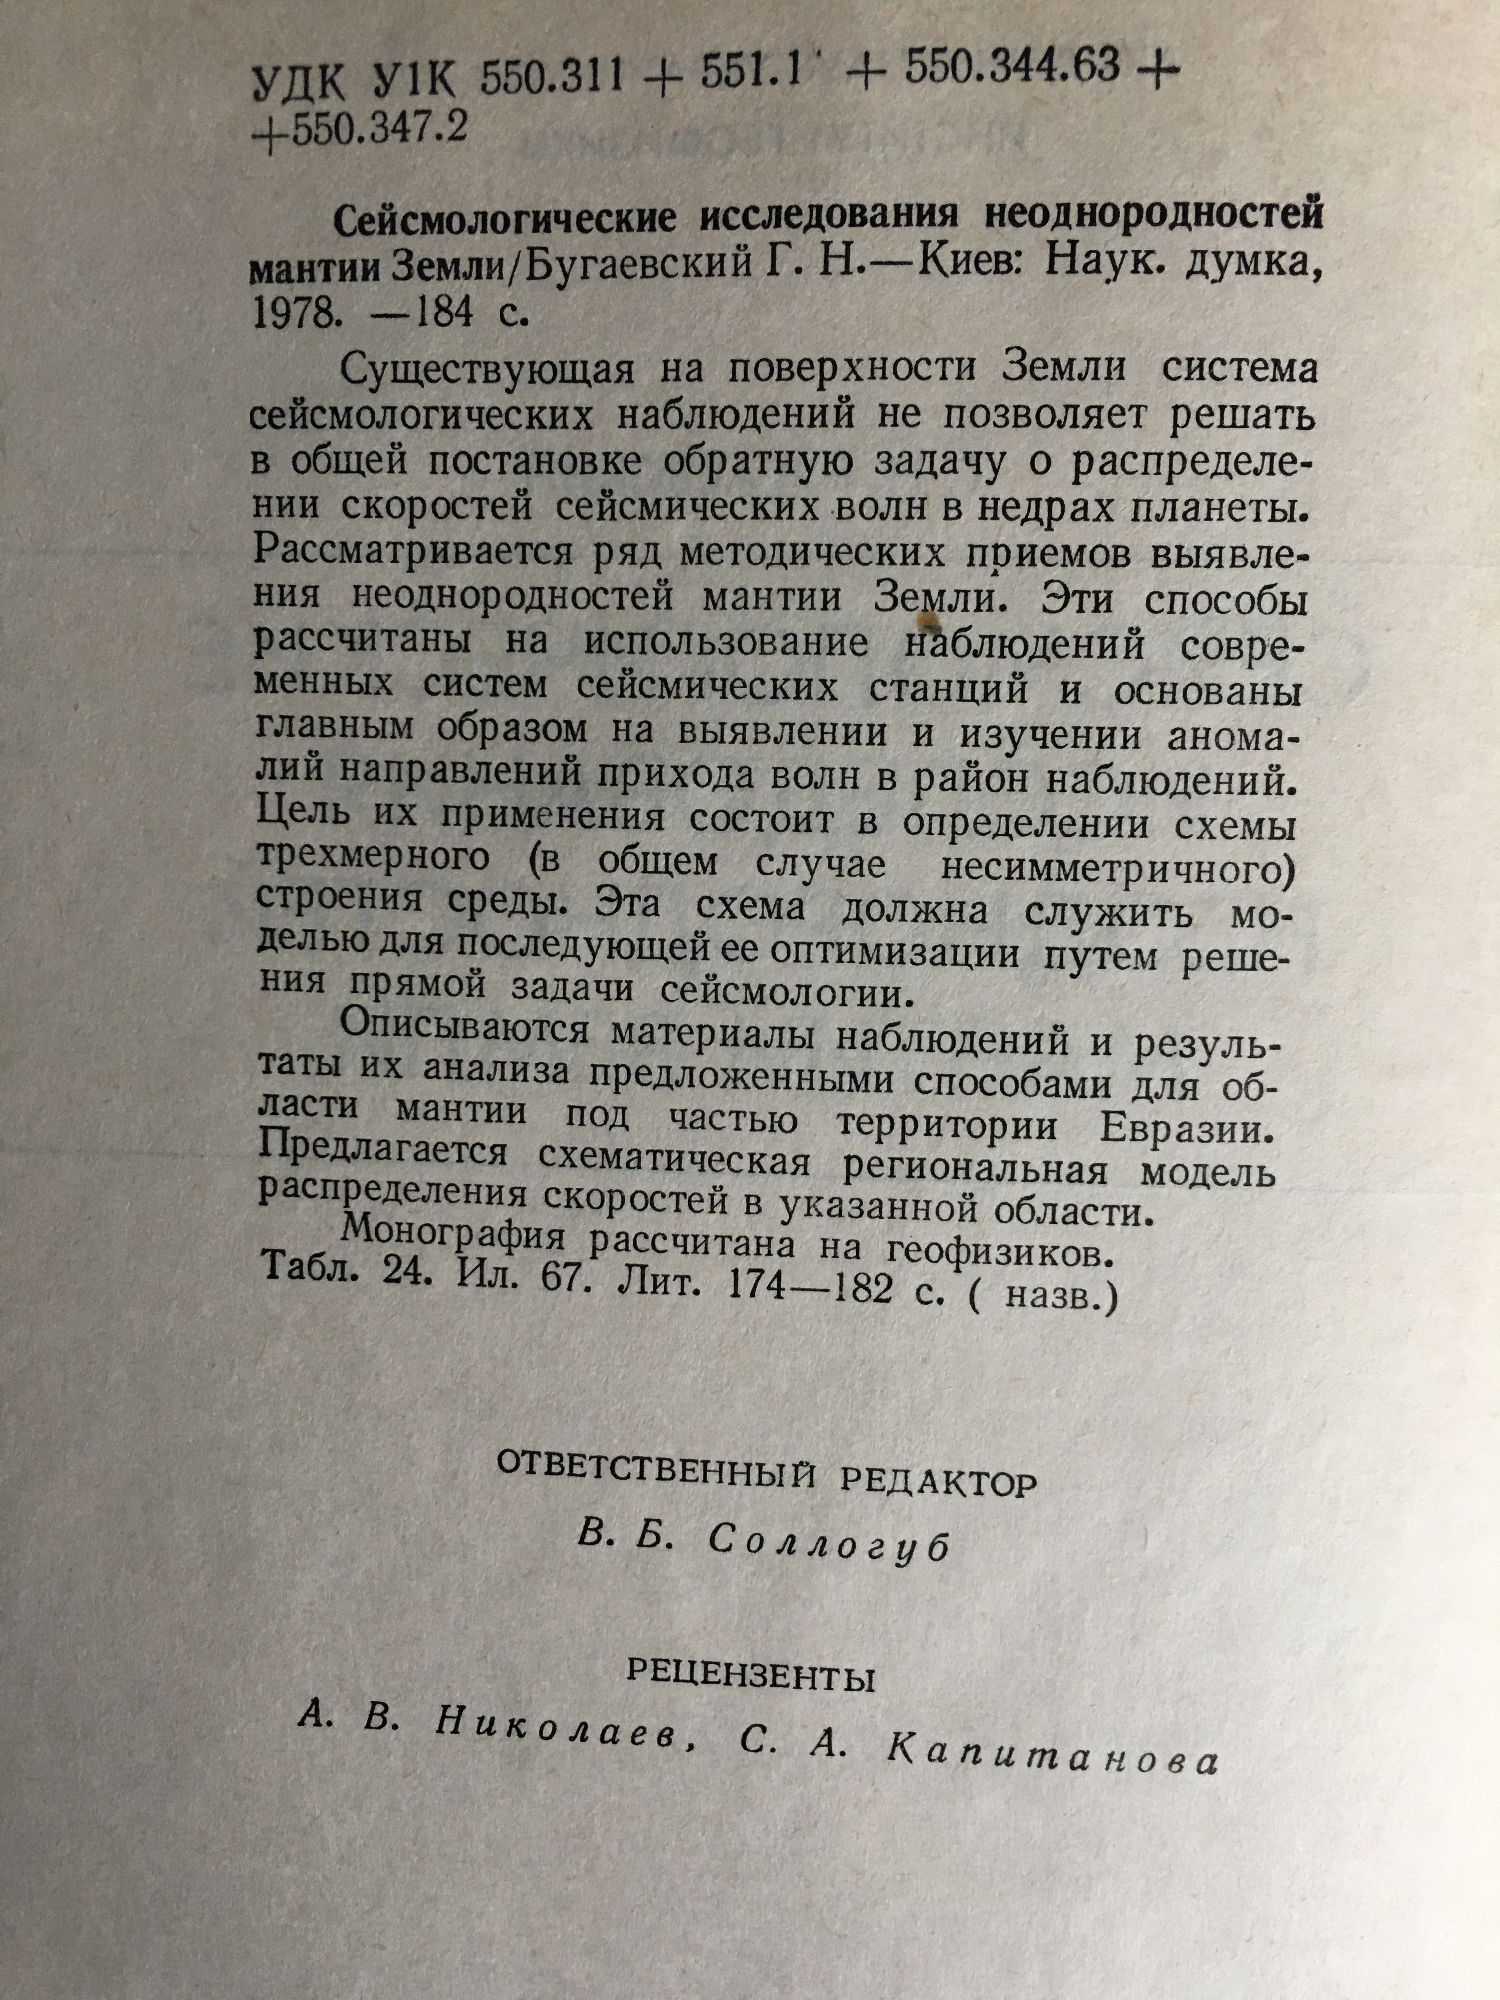 УДК У1К 550.311 + 551.1 + 550.344.63 +
+550.347.2
Сейсмологические исследования неоднородностей
мантии Земли/Бугаевский Г. Н.—Киев: Наук. думка,
1978. —184 с.
Существующая на поверхности Земли система
сейсмологических наблюдений не позволяет решать
в общей постановке обратную задачу о распределе-
нии скоростей сейсмических волн в недрах планеты.
Рассматривается ряд методических приемов выявле-
ния неоднородностей мантии Земли. Эти способы
рассчитаны на использование наблюдений совре-
менных систем сейсмических станций и основаны
главным образом на выявлении и изучении анома-
лий направлений прихода волн в район наблюдений.
Цель их применения состоит в определении схемы
трехмерного (в общем случае несимметричного)
строения среды. Эта схема должна служить мо-
делью для последующей ее оптимизации путем реше-
ния прямой задачи сейсмологии.
Описываются материалы наблюдений и резуль-
таты их анализа предложенными способами для об-
ласти мантии под частью территории Евразии.
Предлагается схематическая региональная модель
распределения скоростей в указанной области.
Монография рассчитана на геофизиков.
Табл. 24. Ил. 67. Лит. 174—182 с. ( назв.)
ОТВЕТСТВЕННЫЙ РЕДАКТОР
В. Б. Соллогуб
РЕЦЕНЗЕНТЫ
А. В. Николаев, С. А. Капитанова